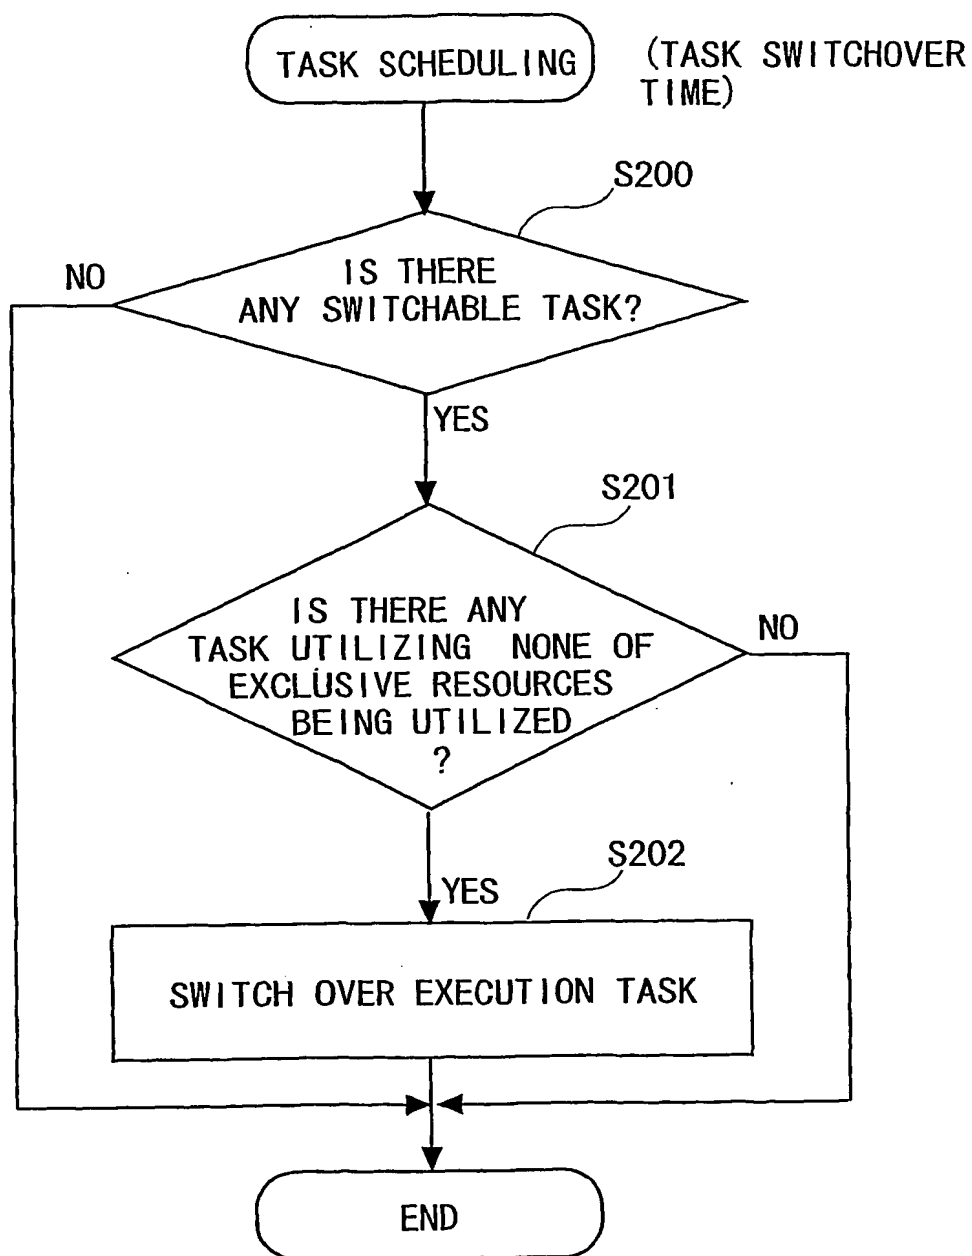 TASK SCHEDULING
(TASK SWITCHOVER
TIME)
S200
NO
IS THERE
ANY SWITCHABLE TASK?
YES
S201
IS THERE ANY
TASK UTILIZING NONE OF
EXCLUSIVE RESOURCES
BEING UTILIZED
?
NO
S202
YES
SWITCH OVER EXECUTION TASK
END